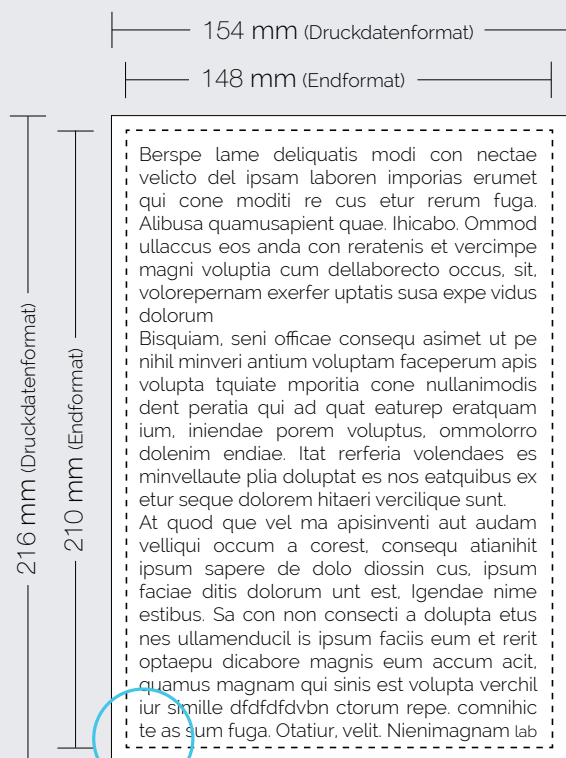 154 mm (Druckdatenformat)
148 mm (Endformat)
216 mm (Druckdatenformat)
210 mm (Endformat)
Berspe lame deliquatis modi con nectae
velicto del ipsam laboren imporias erumet
qui cone moditi re cus etur rerum fuga.
Alibusa quamusapient quae. Ihicabo. Ommod
ullaccus eos anda con reratenis et vercimpe
magni voluptia cum dellaborecto occus, sit,
volorepernam exerfer uptatis susa expe vidus
dolorum
Bisquiam, seni officae consequ asimet ut pe
nihil minveri antium voluptam faceperum apis
volupta tquiate mporitia cone nullanimodis
dent peratia qui ad quat eaturep eratquam
ium, iniendae porem voluptus, ommolorro
dolenim endiae. Itat rerferia volendaes es
minvellaute plia doluptat es nos eatquibus ex
etur seque dolorem hitaeri vercilique sunt.
At quod que vel ma apisinventi aut audam
velliqui occum a corest, consequ atianihit
ipsum sapere de dolo diossin cus, ipsum
faciae ditis dolorum unt est, Igendae nime
estibus. Sa con non consecti a dolupta etus
nes ullamenducil is ipsum faciis eum et rerit
optaepu dicabore magnis eum accum acit,
quamus magnam qui sinis est volupta verchil
iur simille dfdfdfdvbn ctorum repe. comnihic
te as sum fuga. Otatiur, velit. Nienimagnam lab